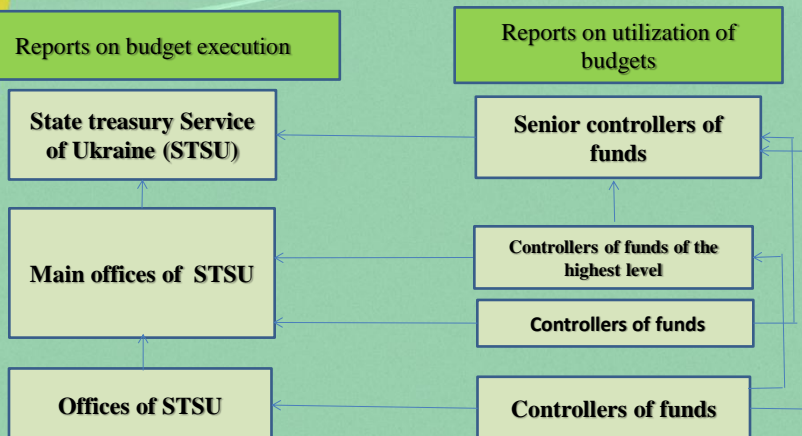 Reports on budget execution
Reports on utilization of
budgets
State treasury Service
of Ukraine (STSU)
Senior controllers of
funds
Main offices of STSU
Controllers of funds of the
highest level
Controllers of funds
Offices of STSU
Controllers of funds